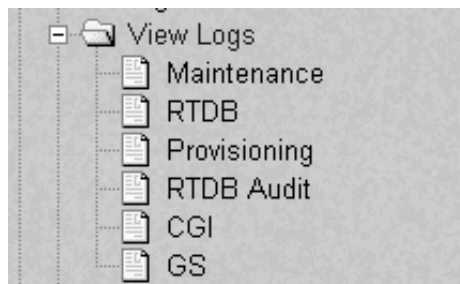 View Logs
Maintenance
RTDB
Provisioning
RTDB Audit
CGI
GS